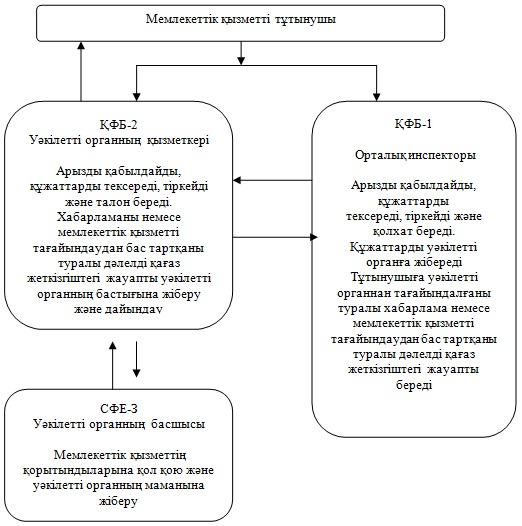 Мемлекеттік қызметті тұтынушы
ҚФБ-2
Уәкілетті органның қызметкері
Арызды қабылдайды,
құжаттарды тексереді, тіркейді
және талон береді.
Хабарламаны немесе
мемлекеттік қызметті
тағайындаудан бас тартқаны
туралы дәлелді қағаз
жеткізгіштегі жауапты уәкілетті
органның бастығына жіберу
және дайындау
ҚФБ-1
Орталық инспекторы
Арызды қабылдайды,
құжаттарды
тексереді, тіркейді және
қолхат береді.
Құжаттарды уәкілетті
органға жібереді
Тұтынушыға уәкілетті
органнан тағайындалғаны
туралы хабарлама немесе
мемлекеттік қызметті
тағайындаудан бас тартқаны
туралы дәлелді қағаз
жеткізгіштегі жауапты
береді
СФЕ-3
Уәкілетті органның басшысы
Мемлекеттік қызметтің
қорытындыларына қол қою және
уәкілетті органның маманына
жіберу